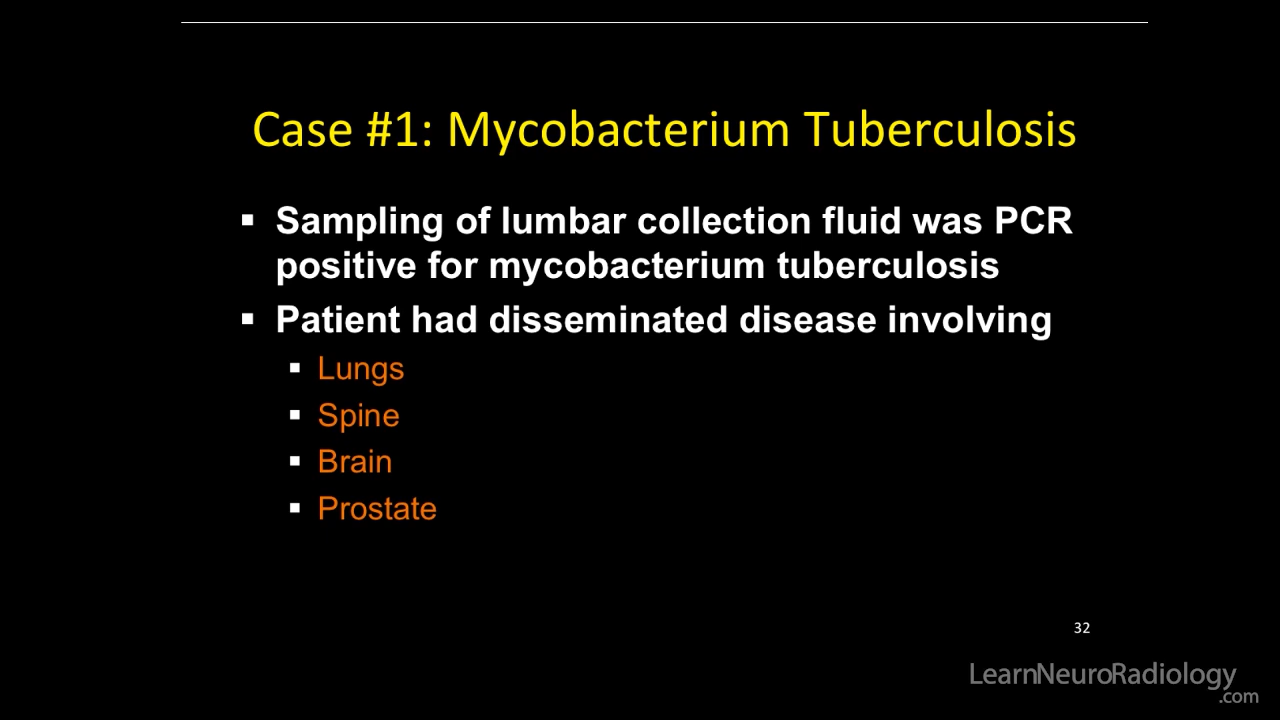 Case #1: Mycobacterium Tuberculosis
▪ Sampling of lumbar collection fluid was PCR
positive for mycobacterium tuberculosis
▪ Patient had disseminated disease involving
▪ Lungs
▪ Spine
▪ Brain
▪ Prostate
32
LearnNeuroRadiology
.com